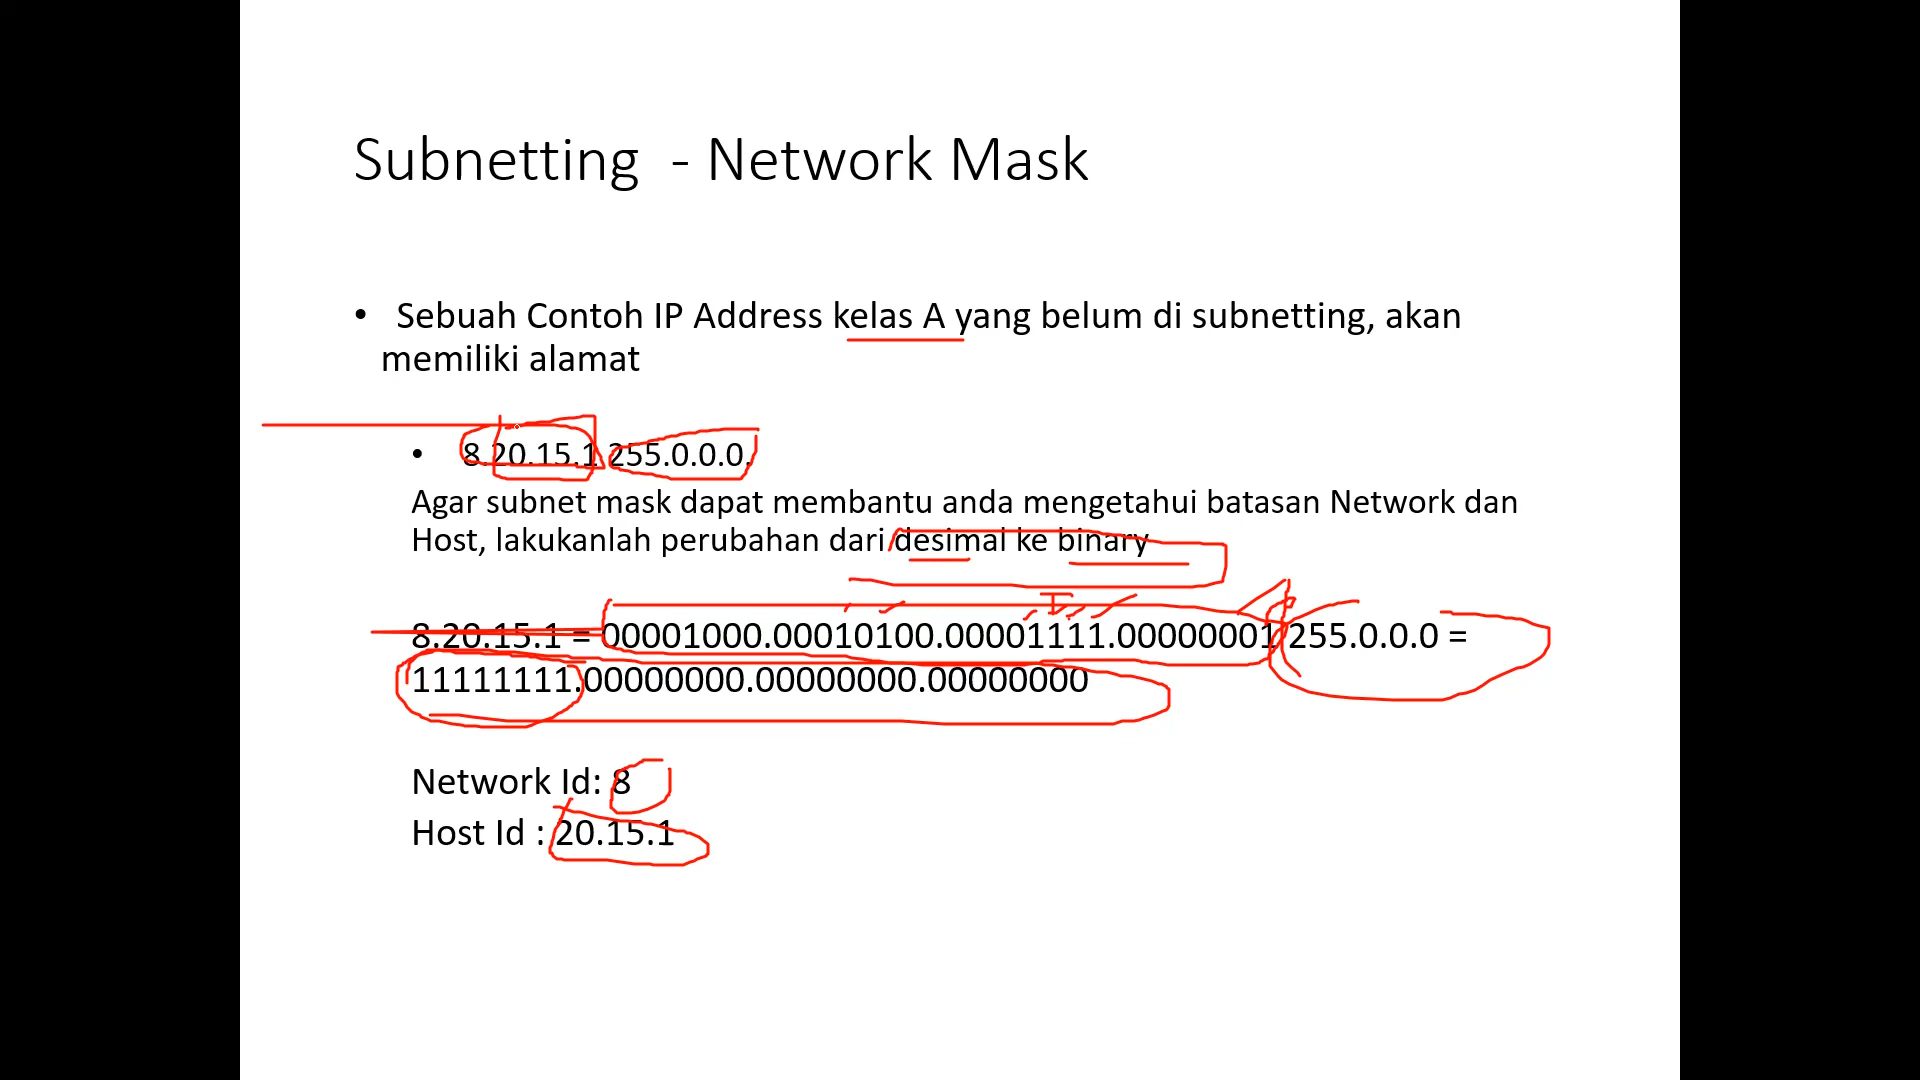 Subnetting - Network Mask
• Sebuah Contoh IP Address kelas A yang belum di subnetting, akan
memiliki alamat
• 8.20.15.1 255.0.0.0.
Agar subnet mask dapat membantu anda mengetahui batasan Network dan
Host, lakukanlah perubahan dari desimal ke binary
8.20.15.1 = 00001000.00010100.00001111.00000001 255.0.0.0 =
11111111.00000000.00000000.00000000
Network Id: 8
Host Id : 20.15.1